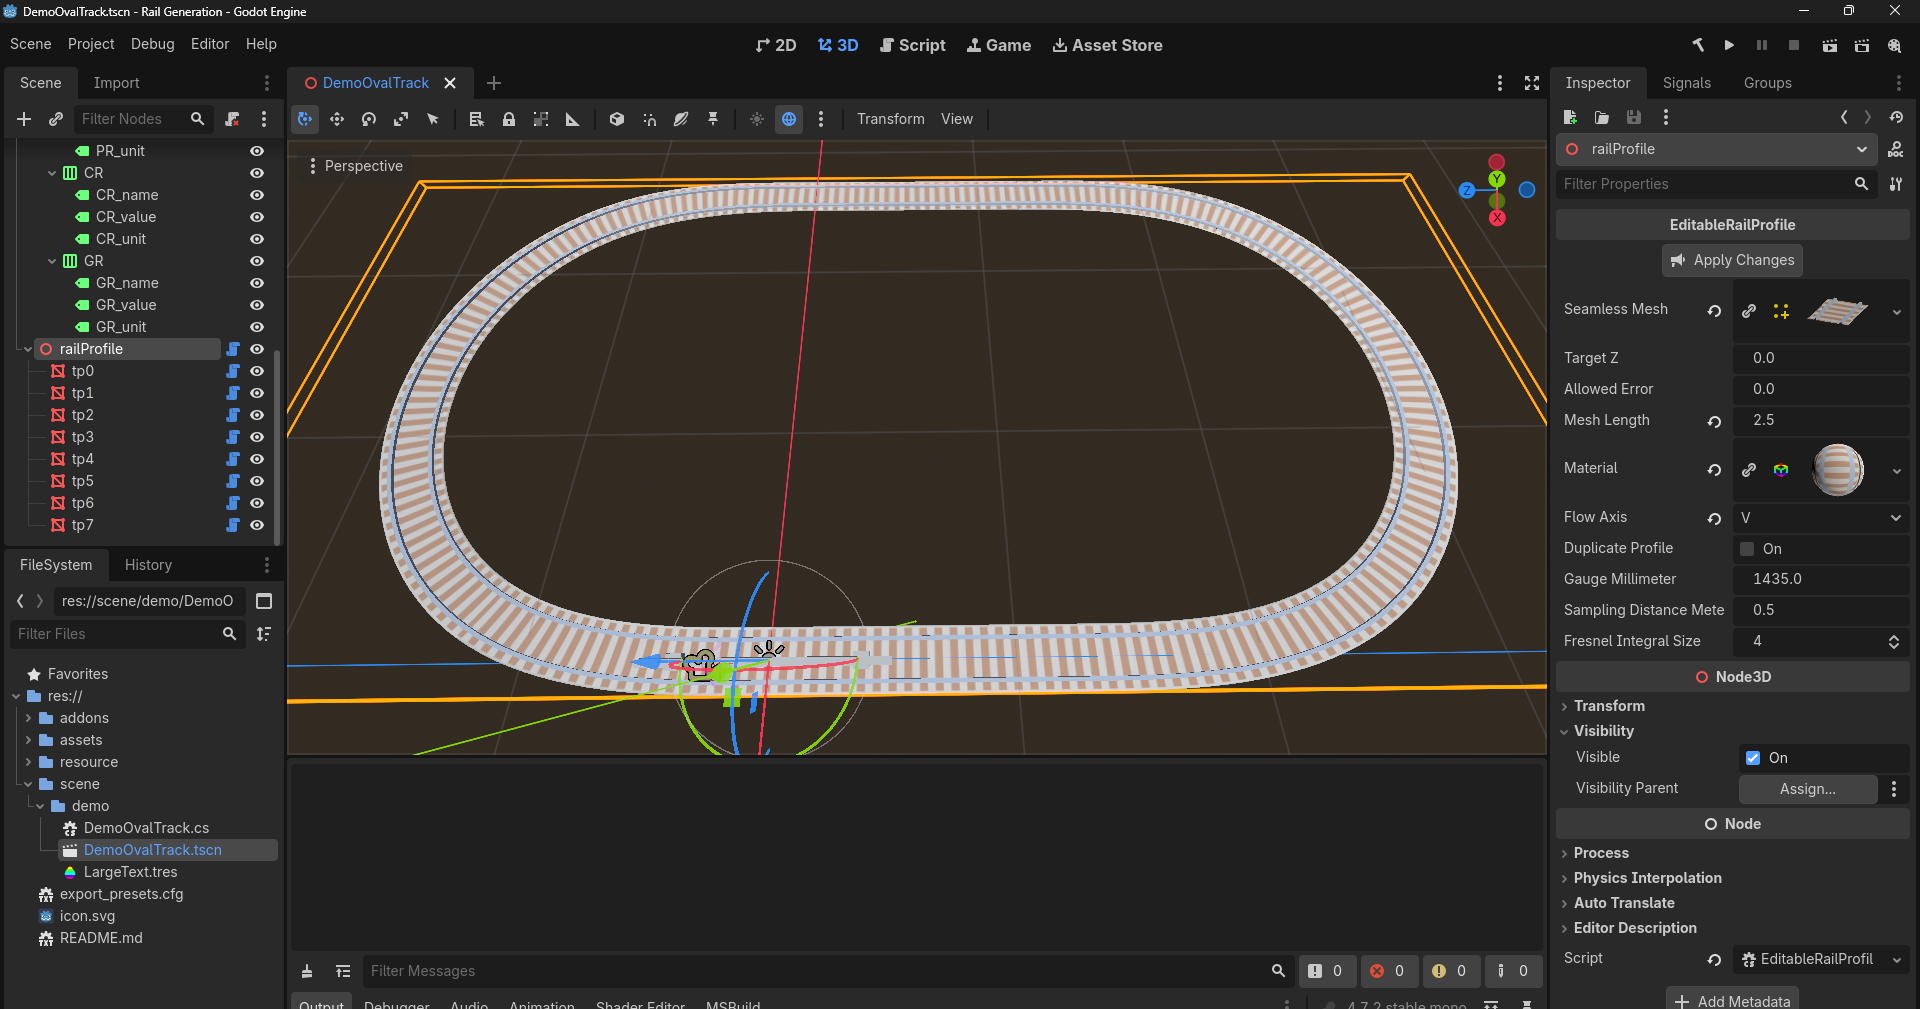 DemoOvalTrack.tscn - Rail Generation - Godot Engine
Scene Project Debug Editor Help
2D 3D Script Game Asset Store
Scene Import
Filter Nodes
PR_unit
CR
CR_name
CR_value
CR_unit
GR
GR_name
GR_value
GR_unit
railProfile
tp0
tp1
tp2
tp3
tp4
tp5
tp6
tp7
FileSystem History
res://scene/demo/DemoO
Filter Files
Favorites
res://
addons
assets
resource
scene
demo
DemoOvalTrack.cs
DemoOvalTrack.tscn
LargeText.tres
export_presets.cfg
icon.svg
README.md
DemoOvalTrack
Transform View
Perspective
Y
Z
X
Filter Messages
0 0 0 0
Output Debugger Audio Animation Shader Editor MSBuild
4.7.2.stable.mono
Inspector Signals Groups
railProfile
DOC
Filter Properties
EditableRailProfile
Apply Changes
Seamless Mesh
Target Z 0.0
Allowed Error 0.0
Mesh Length 2.5
Material
Flow Axis V
Duplicate Profile On
Gauge Millimeter 1435.0
Sampling Distance Mete 0.5
Fresnel Integral Size 4
Node3D
Transform
Visibility
Visible On
Visibility Parent Assign...
Node
Process
Physics Interpolation
Auto Translate
Editor Description
Script EditableRailProfil
Add Metadata